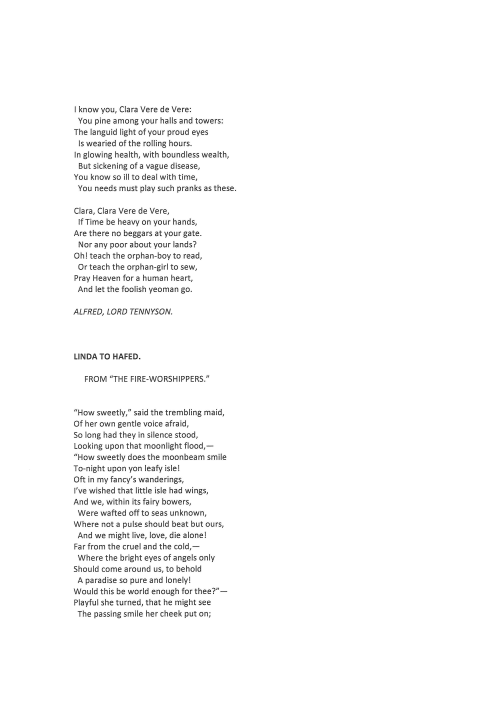 I know you, Clara Vere de Vere:
You pine among your halls and towers:
The languid light of your proud eyes
Is wearied of the rolling hours.
In glowing health, with boundless wealth,
But sickening of a vague disease,
You know so ill to deal with time,
You needs must play such pranks as these.
Clara, Clara Vere de Vere,
If Time be heavy on your hands,
Are there no beggars at your gate.
Nor any poor about your lands?
Oh! teach the orphan-boy to read,
Or teach the orphan-girl to sew,
Pray Heaven for a human heart,
And let the foolish yeoman go.
ALFRED, LORD TENNYSON.
LINDA TO HAFED.
FROM “THE FIRE-WORSHIPPERS.”
“How sweetly,” said the trembling maid,
Of her own gentle voice afraid,
So long had they in silence stood,
Looking upon that moonlight flood,—
“How sweetly does the moonbeam smile
To-night upon yon leafy isle!
Oft in my fancy’s wanderings,
I’ve wished that little isle had wings,
And we, within its fairy bowers,
Were wafted off to seas unknown,
Where not a pulse should beat but ours,
And we might live, love, die alone!
Far from the cruel and the cold,—
Where the bright eyes of angels only
Should come around us, to behold
A paradise so pure and lonely!
Would this be world enough for thee?”—
Playful she turned, that he might see
The passing smile her cheek put on;